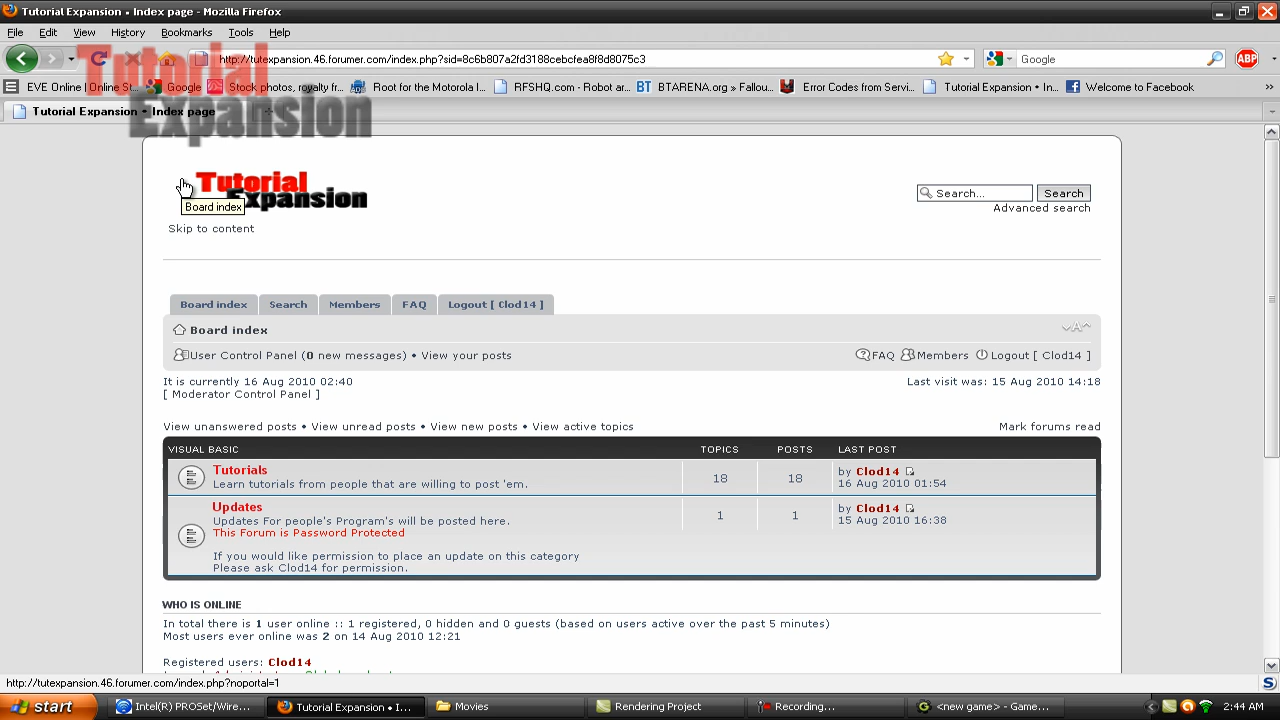 Tutorial Expansion • Index page - Mozilla Firefox
File Edit View History Bookmarks Tools Help
http://tutexpansion.46.forumer.com/index.php?sid=8c6b807a2fd3188cebcfea8f8d8075c3
Google
ABP
EVE Online | Online St... Google Stock photos, royalty fr... Root for the Motorola I... RFSHQ.com - Robot ar... BT BTARENA.org » Fallou... Error Codes from Servi... Tutorial Expansion • In... Welcome to Facebook
Tutorial
Expansion
Tutorial Expansion • Index page
Tutorial
Expansion
Board index
Search...
Search
Advanced search
Skip to content
Board index Search Members FAQ Logout [ Clod14 ]
Board index
A
User Control Panel (0 new messages) • View your posts
FAQ Members Logout [ Clod14 ]
It is currently 16 Aug 2010 02:40
Last visit was: 15 Aug 2010 14:18
[ Moderator Control Panel ]
View unanswered posts • View unread posts • View new posts • View active topics
Mark forums read
VISUAL BASIC TOPICS POSTS LAST POST
Tutorials
Learn tutorials from people that are willing to post 'em.
18 18
by Clod14
16 Aug 2010 01:54
Updates
Updates For people's Program's will be posted here.
This Forum is Password Protected
If you would like permission to place an update on this category
Please ask Clod14 for permission.
1 1
by Clod14
15 Aug 2010 16:38
WHO IS ONLINE
In total there is 1 user online :: 1 registered, 0 hidden and 0 guests (based on users active over the past 5 minutes)
Most users ever online was 2 on 14 Aug 2010 12:21
Registered users: Clod14
http://tutexpansion.46.forumer.com/index.php?noportal=1
start Intel(R) PROSet/Wire... Tutorial Expansion • I... Movies Rendering Project Recording... <new game> - Game...
2:44 AM